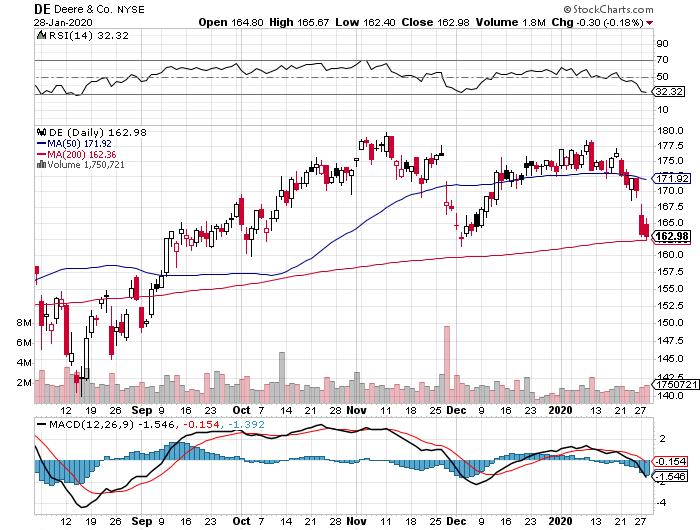 DE Deere & Co. NYSE © StockCharts.com
28-Jan-2020 Open 164.80 High 165.67 Low 162.40 Close 162.98 Volume 1.8M Chg -0.30 (-0.18%)
RSI(14) 32.32
90
70
50
32.32
30
10
DE (Daily) 162.98
MA(50) 171.92
MA(200) 162.36
Volume 1,750,721
180.0
177.5
175.0
171.92
170.0
167.5
165.0
162.98
160.0
157.5
155.0
152.5
150.0
147.5
145.0
142.5
140.0
8M
6M
4M
2M
1750721
12 19 26 Sep 9 16 23 Oct 7 14 21 28 Nov 11 18 25 Dec 9 16 23 2020 13 21 27
MACD(12,26,9) -1.546, -0.154, -1.392
2
-0.154
-1.546
-2
-4
12 19 26 Sep 9 16 23 Oct 7 14 21 28 Nov 11 18 25 Dec 9 16 23 2020 13 21 27